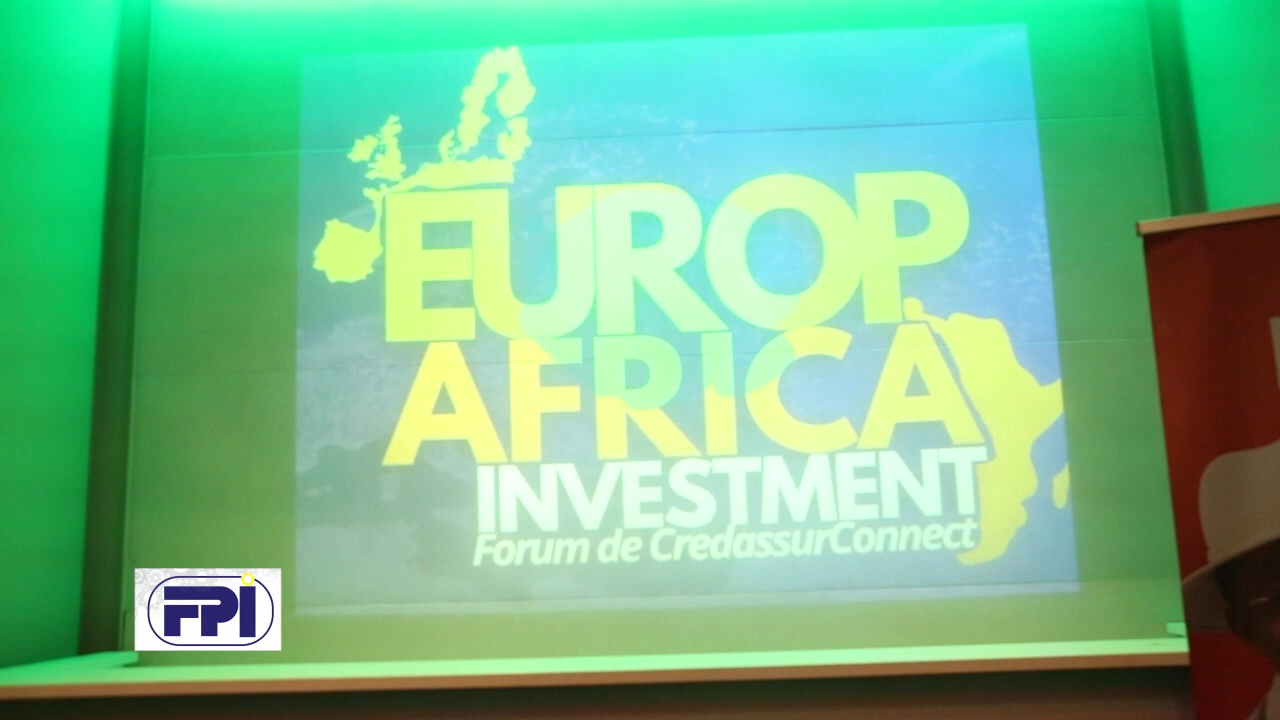 EUROP
AFRICA
INVESTMENT
Forum de CredassurConnect
FPI